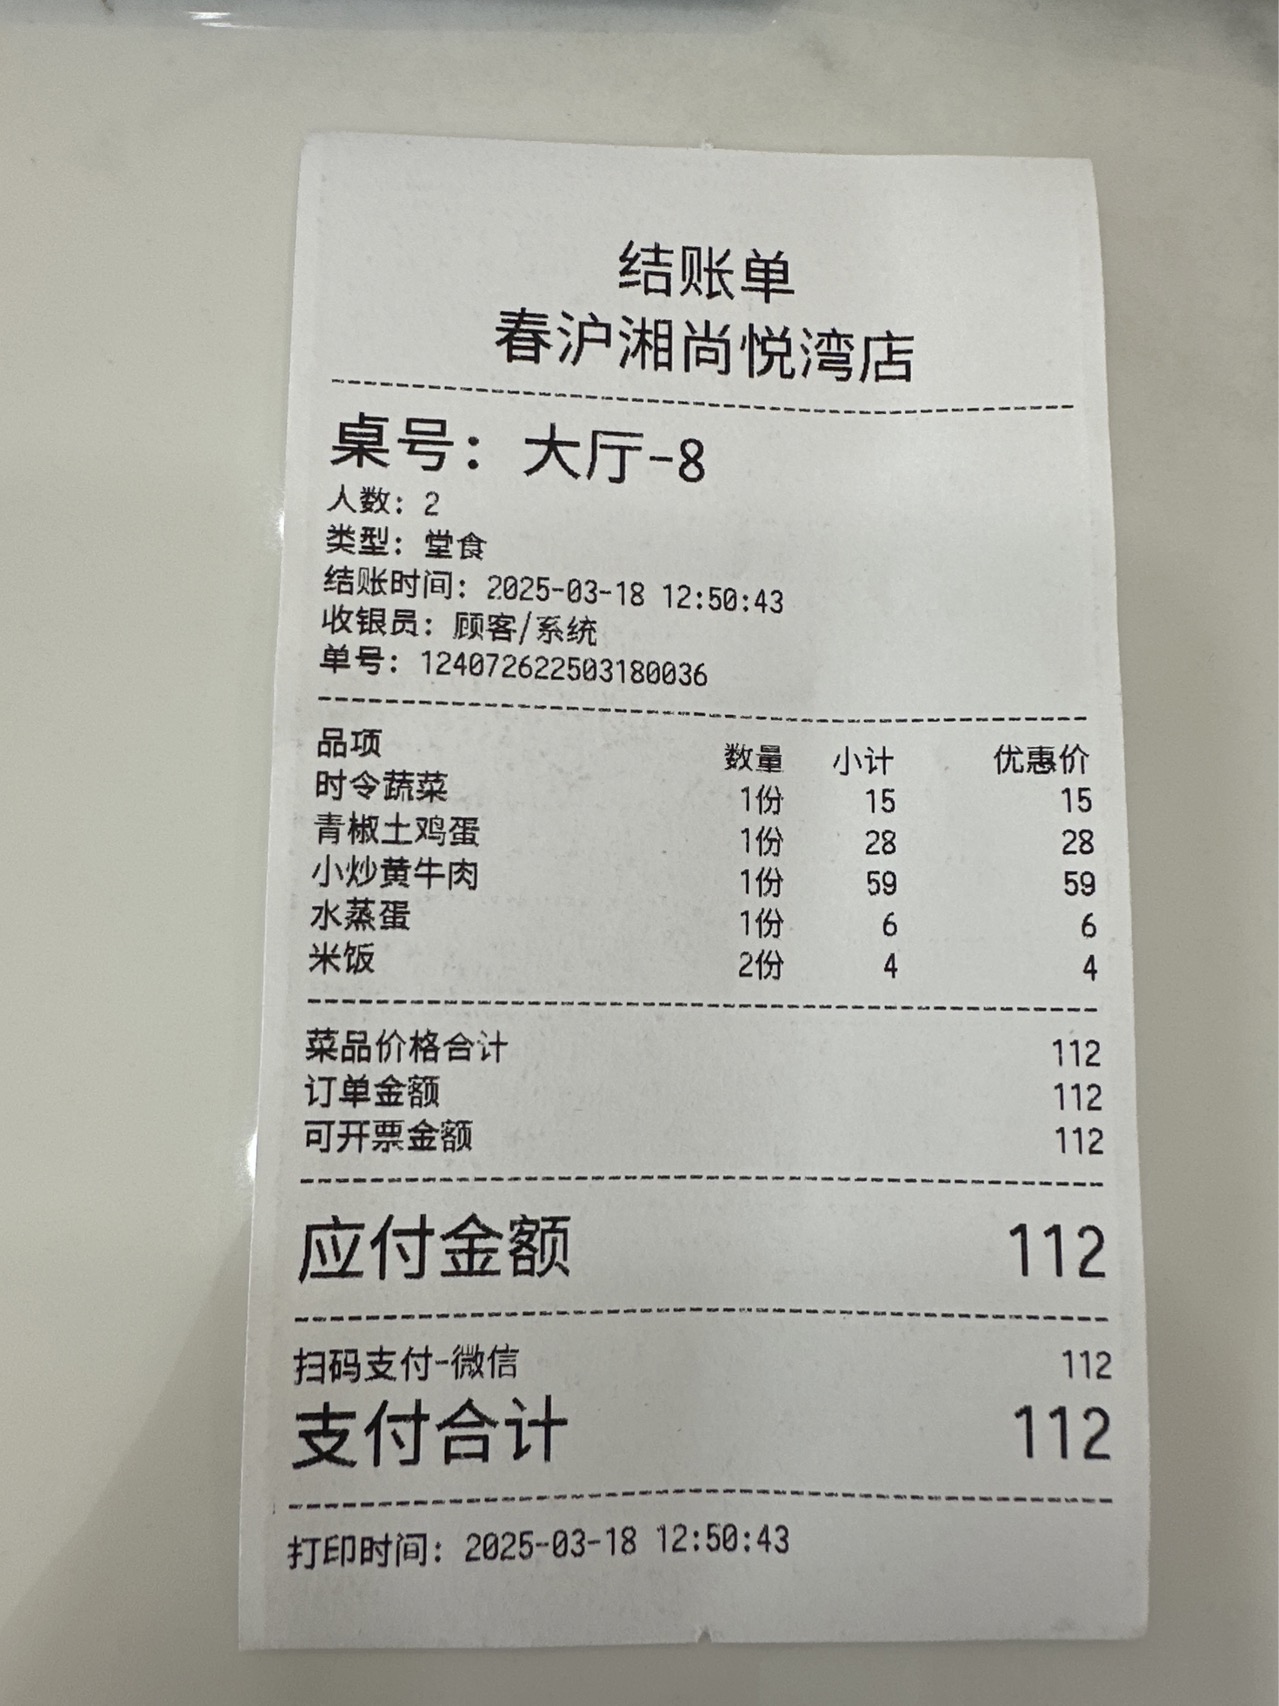 结账单
春沪湘尚悦湾店
桌号：大厅-8
人数：2
类型：堂食
结账时间：2025-03-18 12:50:43
收银员：顾客/系统
单号：124072622503180036
品项 数量 小计 优惠价
时令蔬菜 1份 15 15
青椒土鸡蛋 1份 28 28
小炒黄牛肉 1份 59 59
水蒸蛋 1份 6 6
米饭 2份 4 4
菜品价格合计 112
订单金额 112
可开票金额 112
应付金额 112
扫码支付-微信 112
支付合计 112
打印时间：2025-03-18 12:50:43